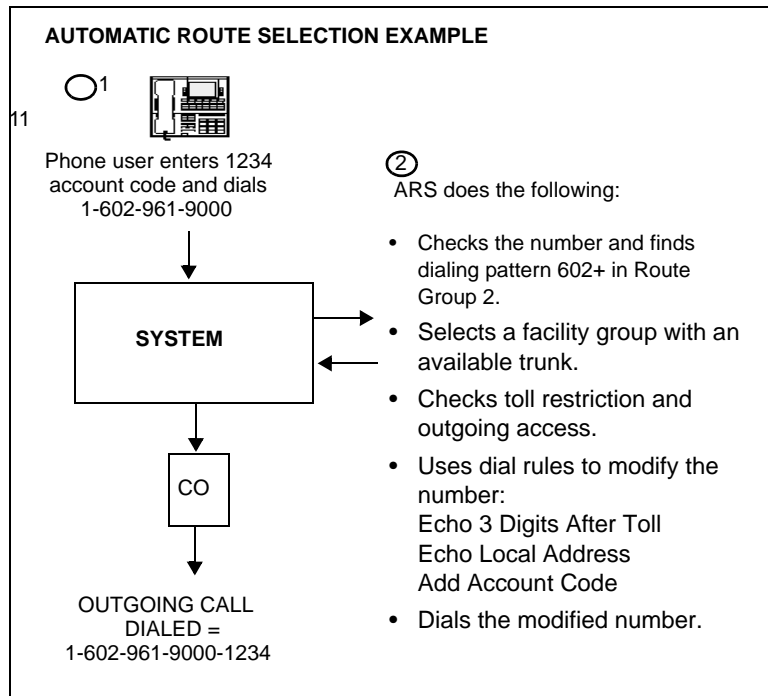 AUTOMATIC ROUTE SELECTION EXAMPLE
1
11
Phone user enters 1234
account code and dials
1-602-961-9000
SYSTEM
CO
OUTGOING CALL
DIALED =
1-602-961-9000-1234
2
ARS does the following:
• Checks the number and finds
dialing pattern 602+ in Route
Group 2.
• Selects a facility group with an
available trunk.
• Checks toll restriction and
outgoing access.
• Uses dial rules to modify the
number:
Echo 3 Digits After Toll
Echo Local Address
Add Account Code
• Dials the modified number.